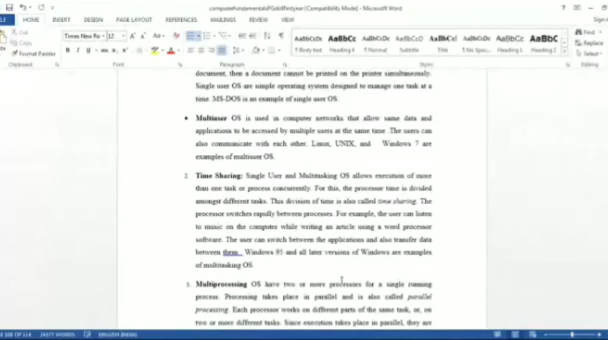 computerFundamentalsPGoldIfirstyear [Compatibility Mode] - Microsoft Word
HOME INSERT DESIGN PAGE LAYOUT REFERENCES MAILINGS REVIEW VIEW
Cut
Copy
Format Painter
Times New Ro 12
AaBbCcDc AaBbCc AaBbCcDc AaBbCcD AaBbCcI AaBbCcDc AaBbCc AaBbC
¶ Body text Heading 1 ¶ Normal Subtitle Title ¶ No Spac... Heading 1 Heading 2
Find
Replace
Select
Clipboard Font Paragraph Styles Editing
document, then a document cannot be printed on the printer simultaneously.
Single user OS are simple operating system designed to manage one task at a
time. MS-DOS is an example of single user OS.
• Multiuser OS is used in computer networks that allow same data and
applications to be accessed by multiple users at the same time. The users can
also communicate with each other. Linux, UNIX, and Windows 7 are
examples of multiuser OS.
2. Time Sharing: Single User and Multitasking OS allows execution of more
than one task or process concurrently. For this, the processor time is divided
amongst different tasks. This division of time is also called time sharing. The
processor switches rapidly between processes. For example, the user can listen
to music on the computer while writing an article using a word processor
software. The user can switch between the applications and also transfer data
between them. Windows 95 and all later versions of Windows are examples
of multitasking OS.
3. Multiprocessing OS have two or more processors for a single running
process. Processing takes place in parallel and is also called parallel
processing. Each processor works on different parts of the same task, or, on
two or more different tasks. Since execution takes place in parallel, they are
OF 114 24377 WORDS ENGLISH (INDIA)